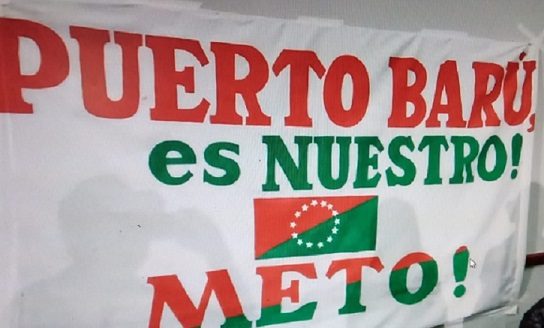 PUERTO BARÚ,
es NUESTRO!
METO!